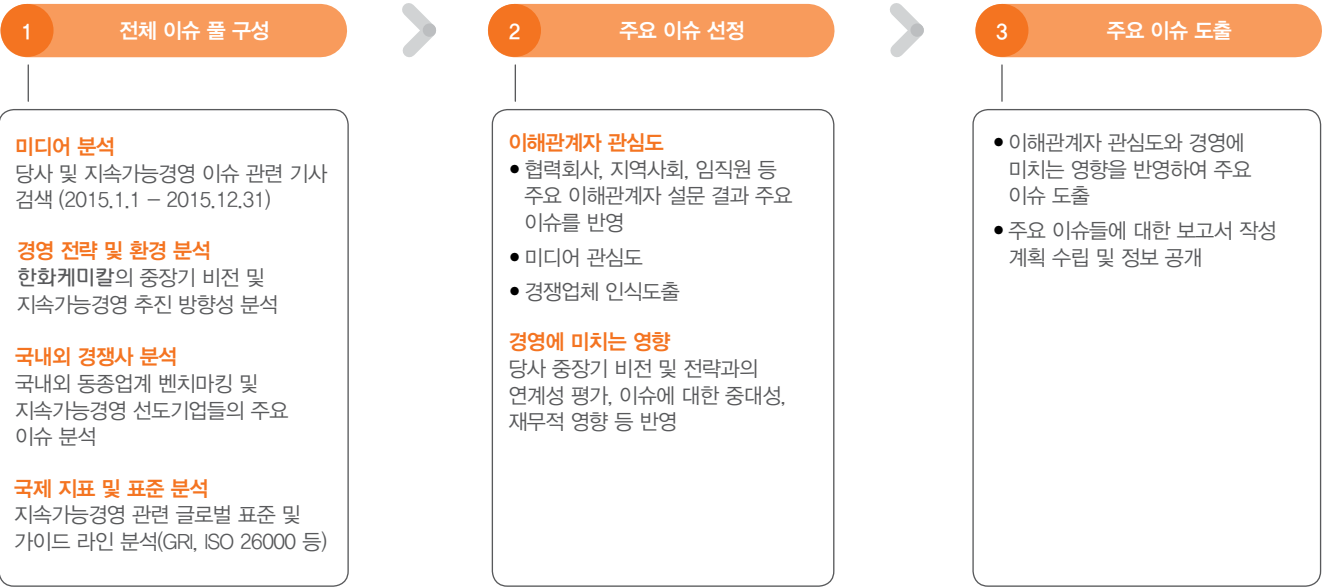 1 전체 이슈 풀 구성
미디어 분석
당사 및 지속가능경영 이슈 관련 기사
검색 (2015.1.1 – 2015.12.31)
경영 전략 및 환경 분석
한화케미칼의 중장기 비전 및
지속가능경영 추진 방향성 분석
국내외 경쟁사 분석
국내외 동종업계 벤치마킹 및
지속가능경영 선도기업들의 주요
이슈 분석
국제 지표 및 표준 분석
지속가능경영 관련 글로벌 표준 및
가이드 라인 분석(GRI, ISO 26000 등)
2 주요 이슈 선정
이해관계자 관심도
• 협력회사, 지역사회, 임직원 등
주요 이해관계자 설문 결과 주요
이슈를 반영
• 미디어 관심도
• 경쟁업체 인식도출
경영에 미치는 영향
당사 중장기 비전 및 전략과의
연계성 평가, 이슈에 대한 중대성,
재무적 영향 등 반영
3 주요 이슈 도출
• 이해관계자 관심도와 경영에
미치는 영향을 반영하여 주요
이슈 도출
• 주요 이슈들에 대한 보고서 작성
계획 수립 및 정보 공개